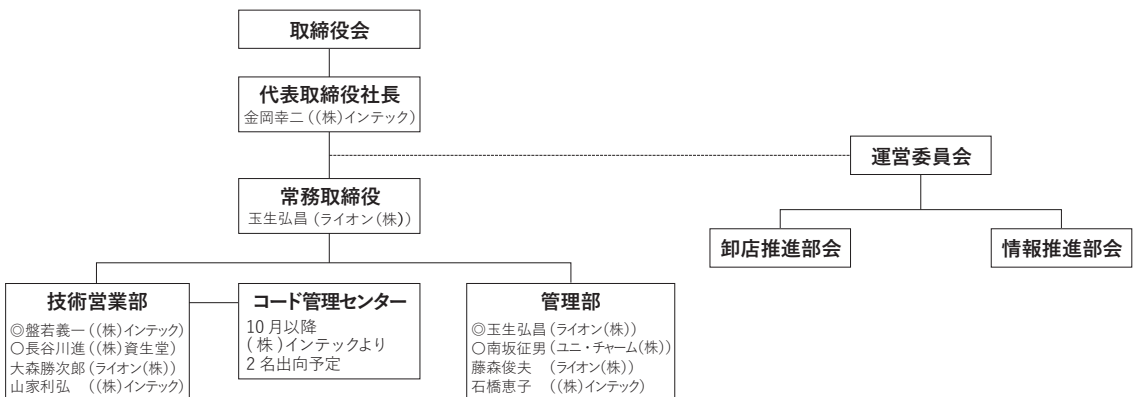 取締役会
代表取締役社長
金岡幸二((株)インテック)
運営委員会
常務取締役
玉生弘昌(ライオン(株))
卸店推進部会
情報推進部会
技術営業部
◎盤若義一((株)インテック)
〇長谷川進((株)資生堂)
大森勝次郎(ライオン(株))
山家利弘 ((株)インテック)
コード管理センター
10月以降
(株)インテックより
2名出向予定
管理部
◎玉生弘昌(ライオン(株))
〇南坂征男(ユニ・チャーム(株))
藤森俊夫 (ライオン(株))
石橋恵子 ((株)インテック)